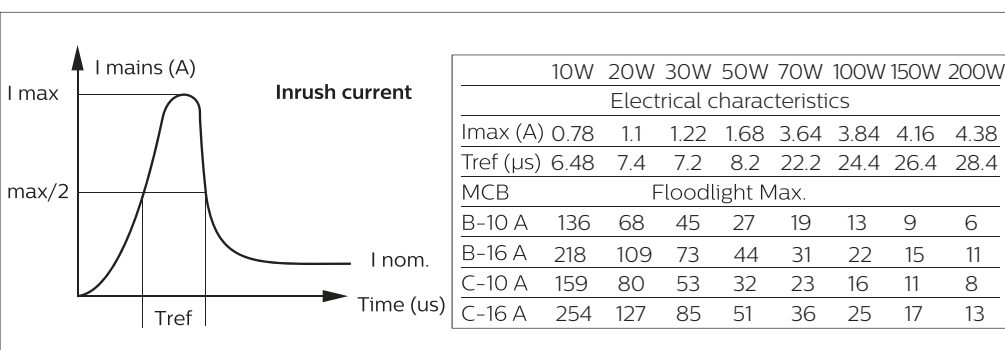 I mains (A)
I max
Inrush current
max/2
I nom.
Time (us)
Tref
10W 20W 30W 50W 70W 100W 150W 200W
Electrical characteristics
Imax (A) 0.78 1.1 1.22 1.68 3.64 3.84 4.16 4.38
Tref (µs) 6.48 7.4 7.2 8.2 22.2 24.4 26.4 28.4
MCB Floodlight Max.
B-10 A 136 68 45 27 19 13 9 6
B-16 A 218 109 73 44 31 22 15 11
C-10 A 159 80 53 32 23 16 11 8
C-16 A 254 127 85 51 36 25 17 13